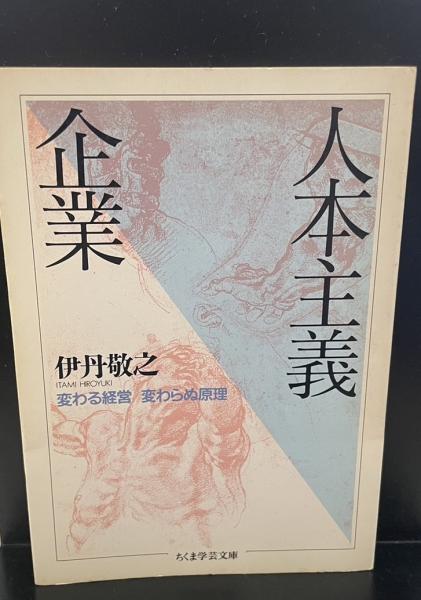 人本主義
企業
伊丹敬之
ITAMI HIROYUKI
変わる経営 変わらぬ原理
ちくま学芸文庫